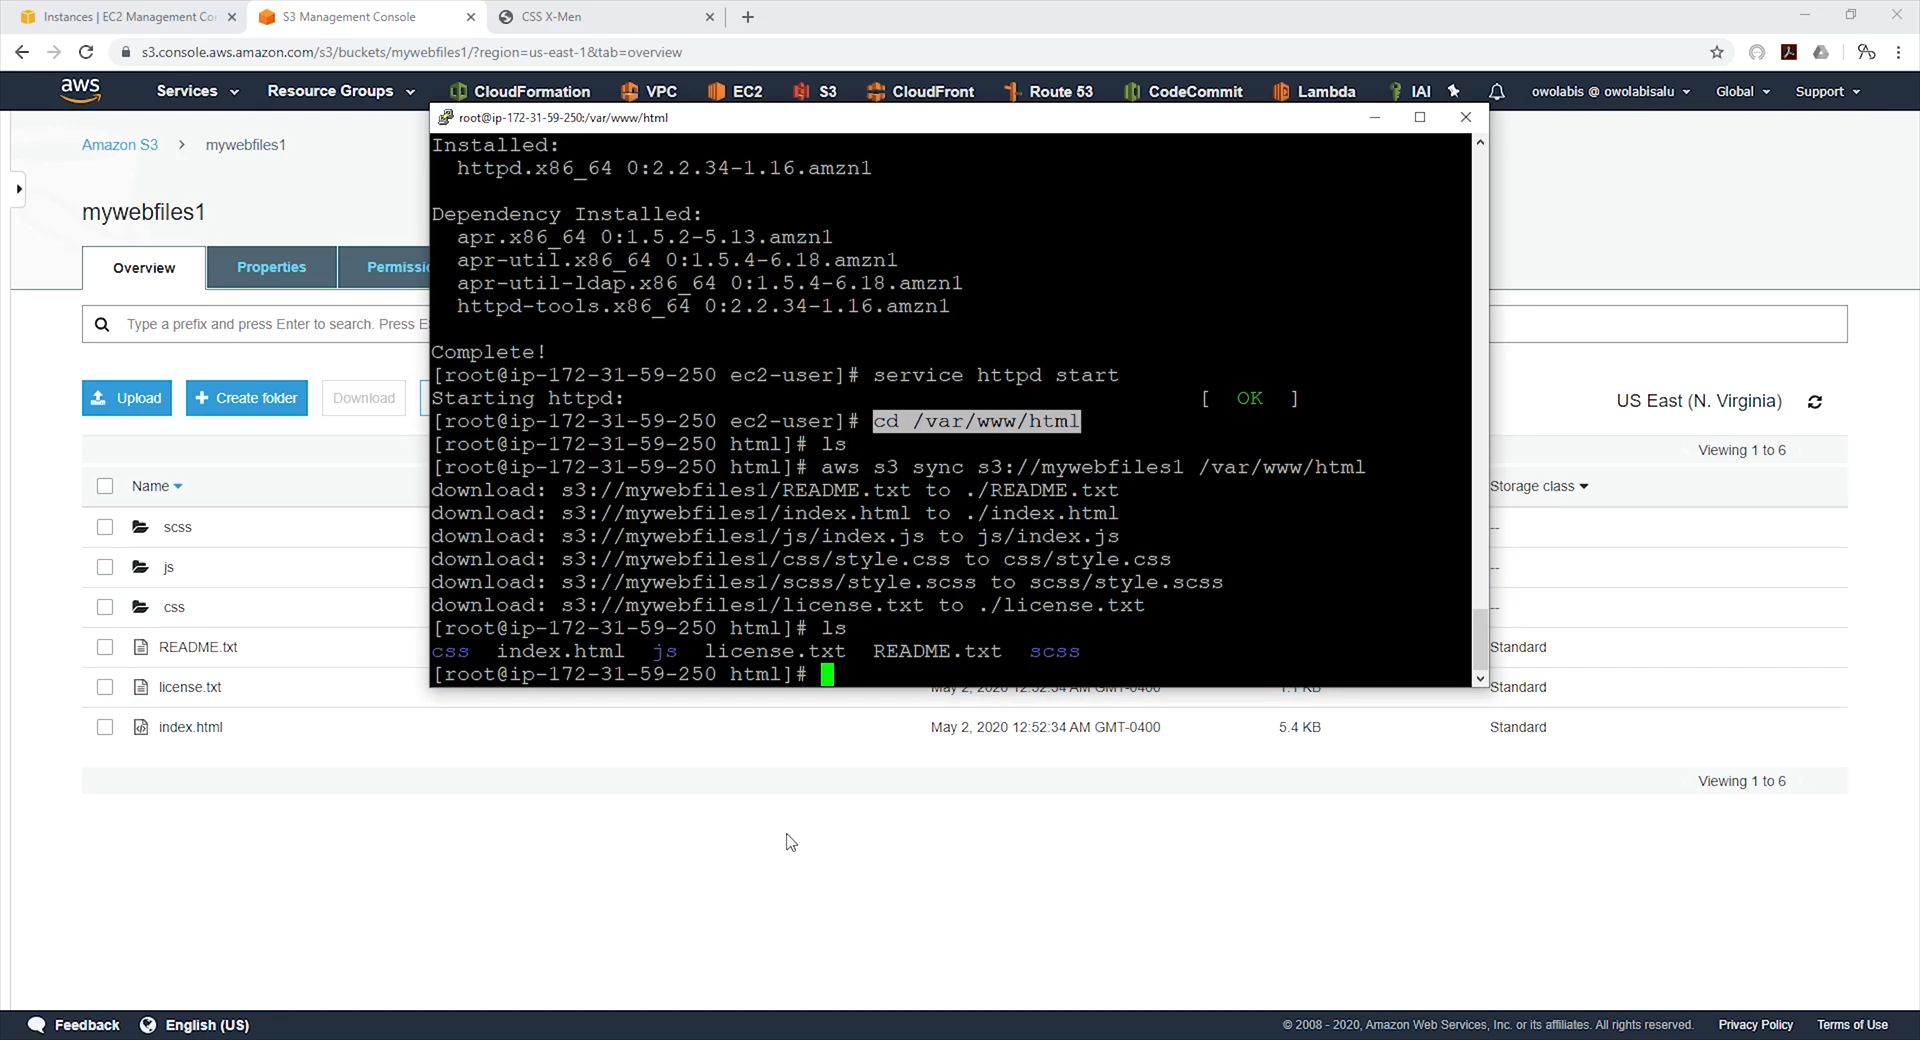 Instances | EC2 Management Co
S3 Management Console
CSS X-Men
s3.console.aws.amazon.com/s3/buckets/mywebfiles1/?region=us-east-1&tab=overview
aws
Services
Resource Groups
CloudFormation
VPC
EC2
S3
CloudFront
Route 53
CodeCommit
Lambda
IAI
owolabis @ owolabisalu
Global
Support
root@ip-172-31-59-250:/var/www/html
Installed:
httpd.x86_64 0:2.2.34-1.16.amzn1
Dependency Installed:
apr.x86_64 0:1.5.2-5.13.amzn1
apr-util.x86_64 0:1.5.4-6.18.amzn1
apr-util-ldap.x86_64 0:1.5.4-6.18.amzn1
httpd-tools.x86_64 0:2.2.34-1.16.amzn1
Complete!
[root@ip-172-31-59-250 ec2-user]# service httpd start
Starting httpd: [ OK ]
[root@ip-172-31-59-250 ec2-user]# cd /var/www/html
[root@ip-172-31-59-250 html]# ls
[root@ip-172-31-59-250 html]# aws s3 sync s3://mywebfiles1 /var/www/html
download: s3://mywebfiles1/README.txt to ./README.txt
download: s3://mywebfiles1/index.html to ./index.html
download: s3://mywebfiles1/js/index.js to js/index.js
download: s3://mywebfiles1/css/style.css to css/style.css
download: s3://mywebfiles1/scss/style.scss to scss/style.scss
download: s3://mywebfiles1/license.txt to ./license.txt
[root@ip-172-31-59-250 html]# ls
css index.html js license.txt README.txt scss
[root@ip-172-31-59-250 html]#
Amazon S3 > mywebfiles1
mywebfiles1
Overview
Properties
Permissio
Type a prefix and press Enter to search. Press E
Upload
Create folder
Download
US East (N. Virginia)
Viewing 1 to 6
Name
Storage class
scss
--
js
--
css
--
README.txt
Standard
license.txt
May 2, 2020 12:52:34 AM GMT-0400
1.1 KB
Standard
index.html
May 2, 2020 12:52:34 AM GMT-0400
5.4 KB
Standard
Viewing 1 to 6
Feedback
English (US)
© 2008 - 2020, Amazon Web Services, Inc. or its affiliates. All rights reserved.
Privacy Policy
Terms of Use